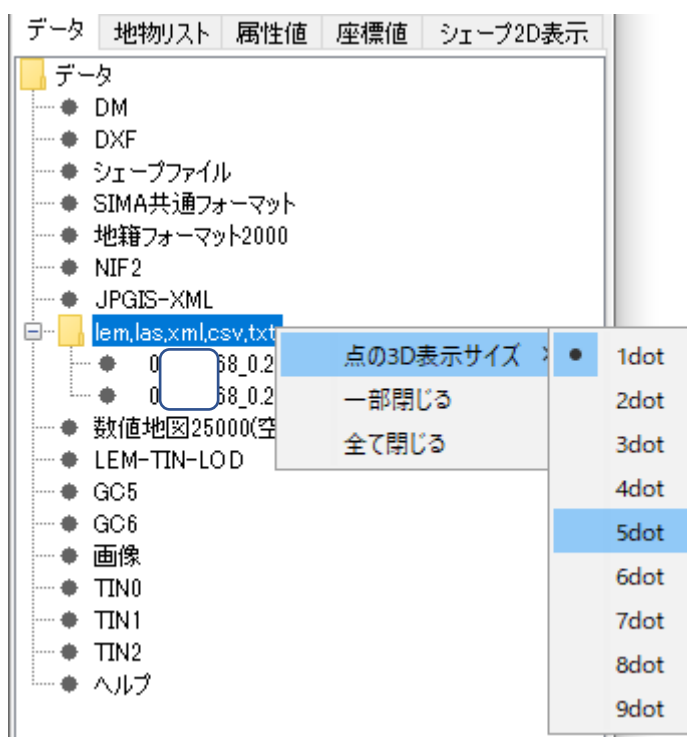 データ 地物リスト 属性値 座標値 シェープ2D表示
データ
DM
DXF
シェープファイル
SIMA共通フォーマット
地籍フォーマット2000
NIF2
JPGIS-XML
lem,las,xml,csv,txt
0 68_0.2
0 68_0.2
数値地図25000(空
LEM-TIN-LOD
GC5
GC6
画像
TIN0
TIN1
TIN2
ヘルプ
点の3D表示サイズ
一部閉じる
全て閉じる
1dot
2dot
3dot
4dot
5dot
6dot
7dot
8dot
9dot